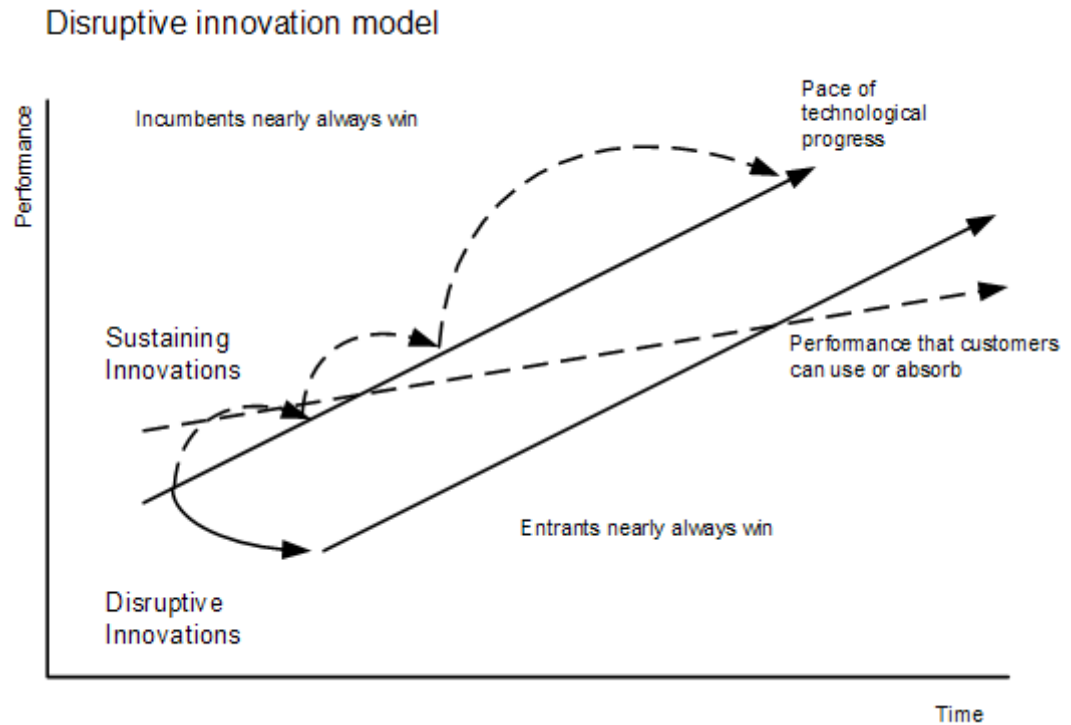 Disruptive innovation model
Performance
Incumbents nearly always win
Pace of
technological
progress
Sustaining
Innovations
Performance that customers
can use or absorb
Entrants nearly always win
Disruptive
Innovations
Time